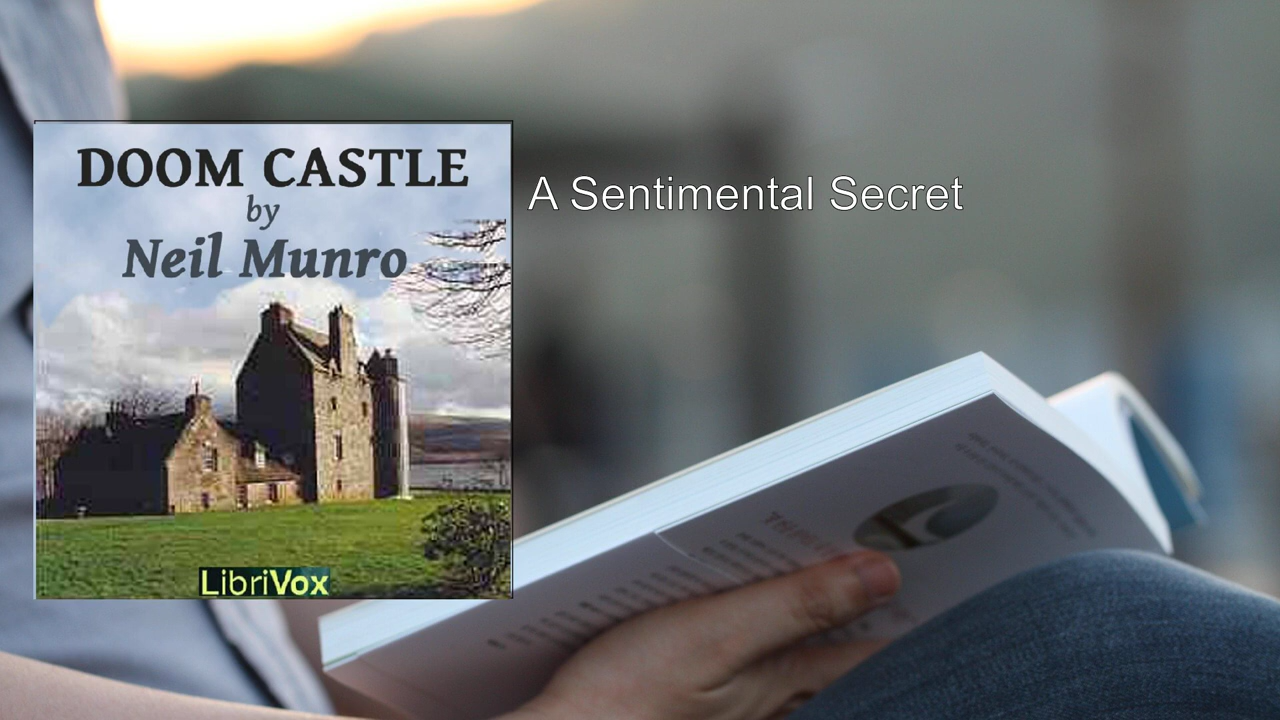 DOOM CASTLE
by
Neil Munro
LibriVox
A Sentimental Secret